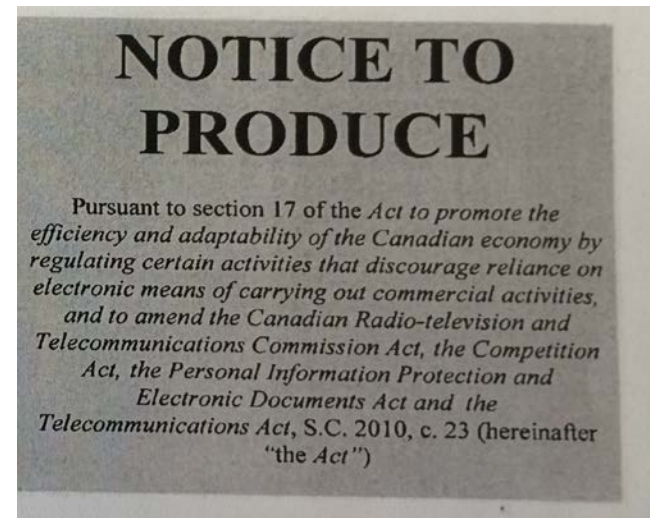 NOTICE TO
PRODUCE
Pursuant to section 17 of the Act to promote the
efficiency and adaptability of the Canadian economy by
regulating certain activities that discourage reliance on
electronic means of carrying out commercial activities,
and to amend the Canadian Radio-television and
Telecommunications Commission Act, the Competition
Act, the Personal Information Protection and
Electronic Documents Act and the
Telecommunications Act, S.C. 2010, c. 23 (hereinafter
“the Act”)